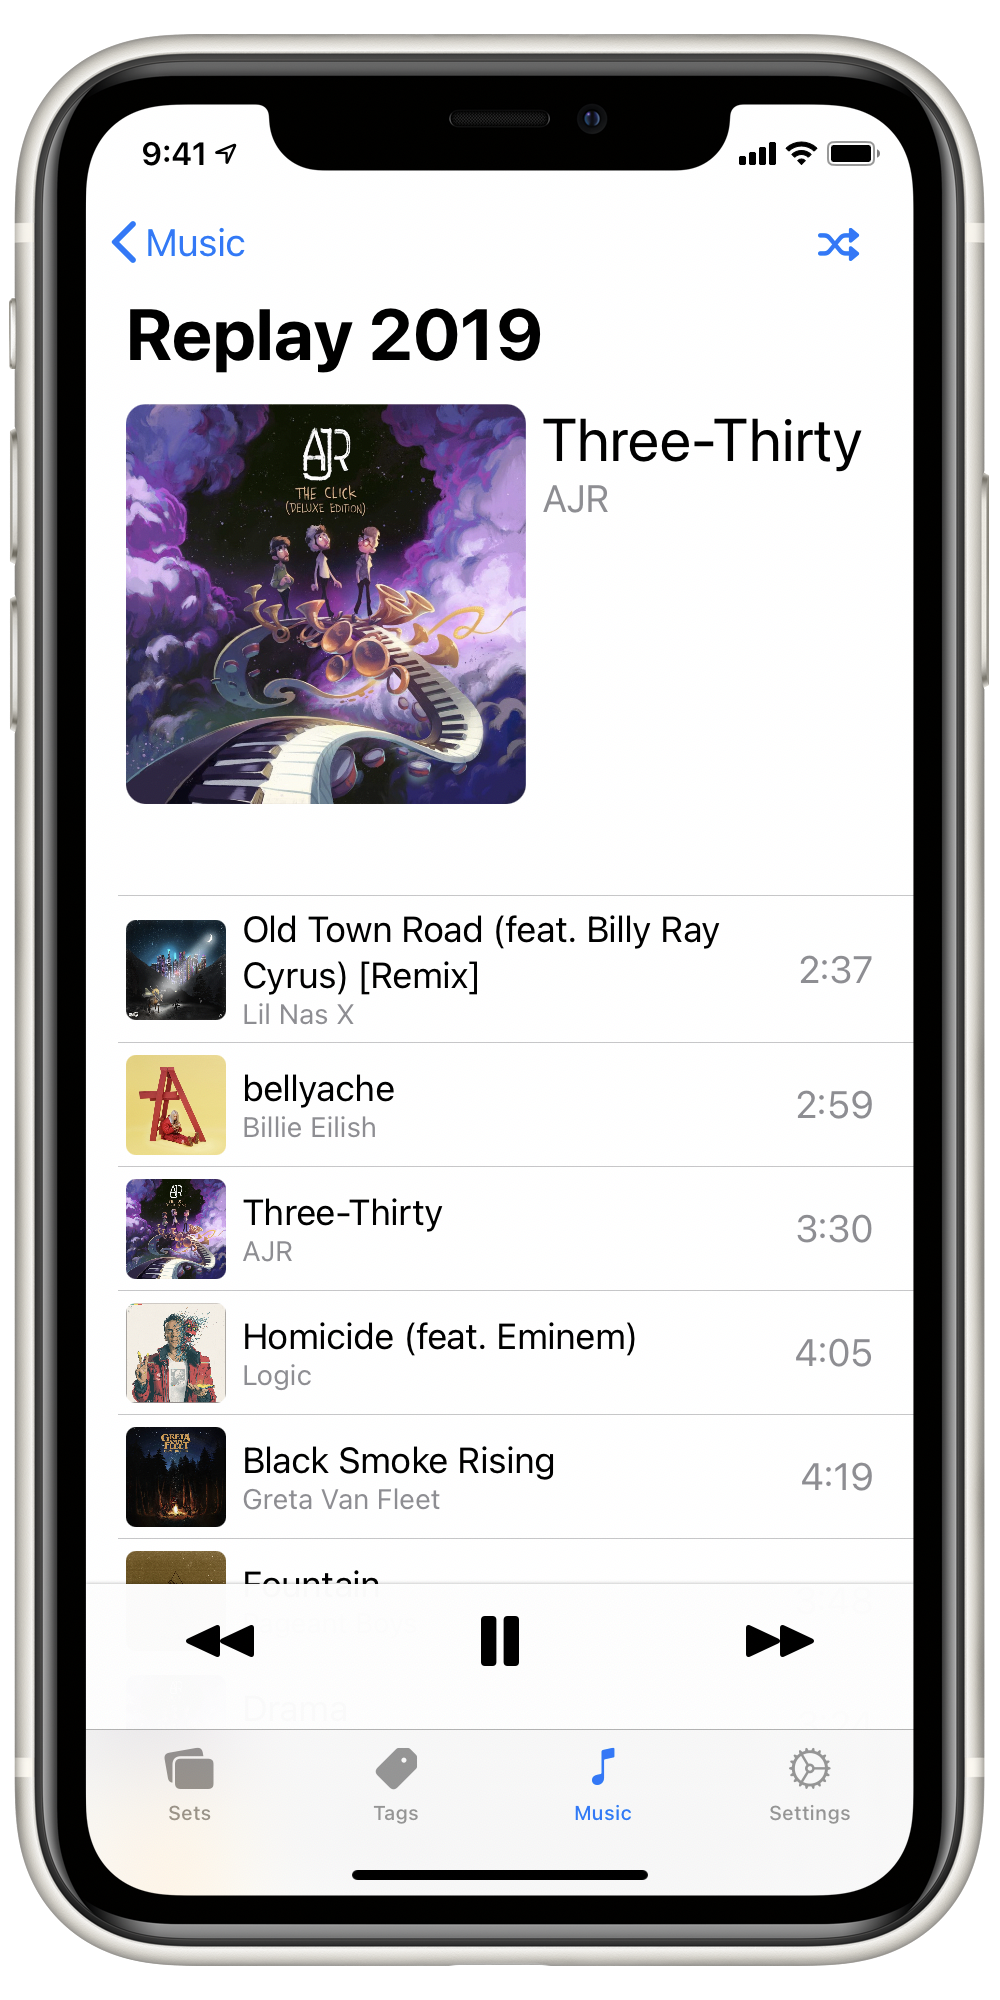 9:41
Music
Replay 2019
AJR
THE CLICK
(DELUXE EDITION)
Three-Thirty
AJR
Old Town Road (feat. Billy Ray
Cyrus) [Remix]
Lil Nas X
2:37
bellyache
Billie Eilish
2:59
AJR
Three-Thirty
AJR
3:30
Homicide (feat. Eminem)
Logic
4:05
GRETA
VAN
FLEET
Black Smoke Rising
Greta Van Fleet
4:19
Fountain
Drama
Sets
Tags
Music
Settings